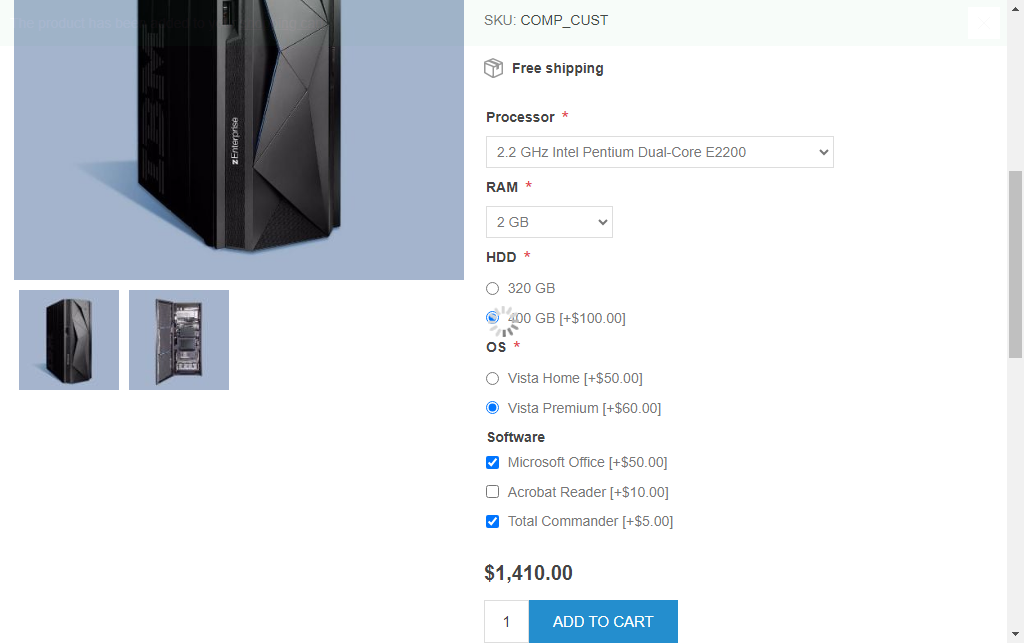 The product has been
SKU: COMP_CUST
Free shipping
IBM
zEnterprise
Processor *
2.2 GHz Intel Pentium Dual-Core E2200
RAM *
2 GB
HDD *
320 GB
400 GB [+$100.00]
OS *
Vista Home [+$50.00]
Vista Premium [+$60.00]
Software
Microsoft Office [+$50.00]
Acrobat Reader [+$10.00]
Total Commander [+$5.00]
$1,410.00
1
ADD TO CART